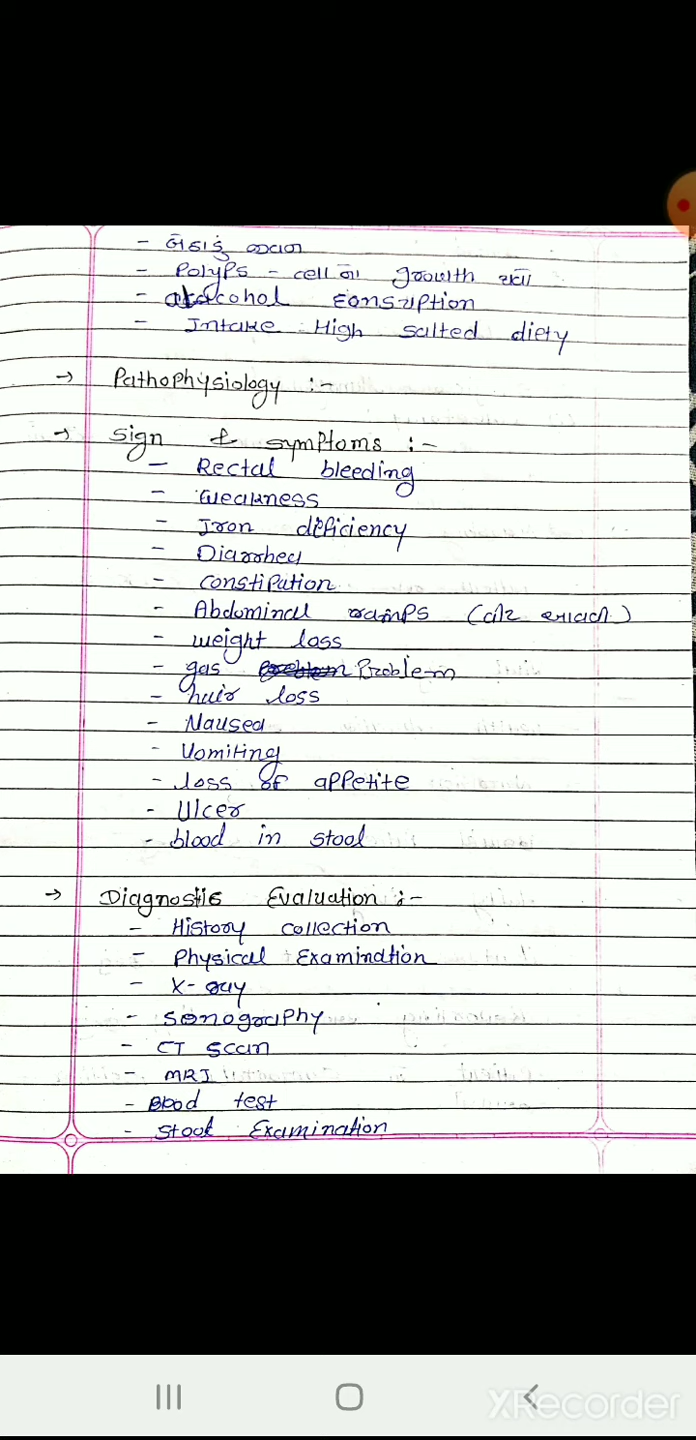 - બેઠાડું જીવન
- Polyps - cell નો growth થવો
- alcohol consuption
- Intake High salted diety
→ Pathophysiology :-
→ Sign & symptoms :-
- Rectal bleeding
- Weakness
- Iron deficiency
- Diarrhea
- constipation
- Abdominal ramps (
- weight loss
- gas Problem
- hair loss
- Nausea
- Vomiting
- loss of appetite
- Ulcer
- blood in stool
→ Diagnostic Evaluation :-
- History collection
- Physical Examination
- X-ray
- Sonography
- CT scan
- MRI
- Blood test
- Stool Examination
XRecorder